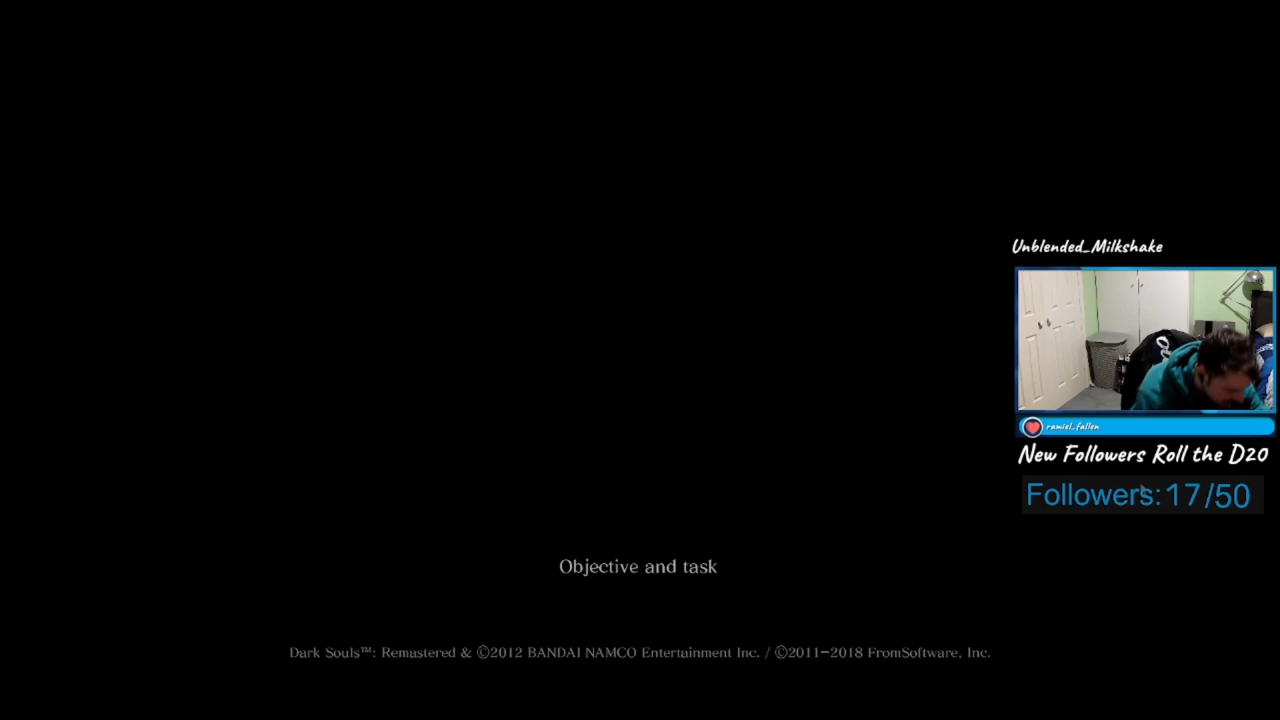 Unblended_Milkshake
ramiel_fallen
New Followers Roll the D20
Followers: 17/50
Objective and task
Dark Souls™: Remastered & ©2012 BANDAI NAMCO Entertainment Inc. / ©2011–2018 FromSoftware, Inc.